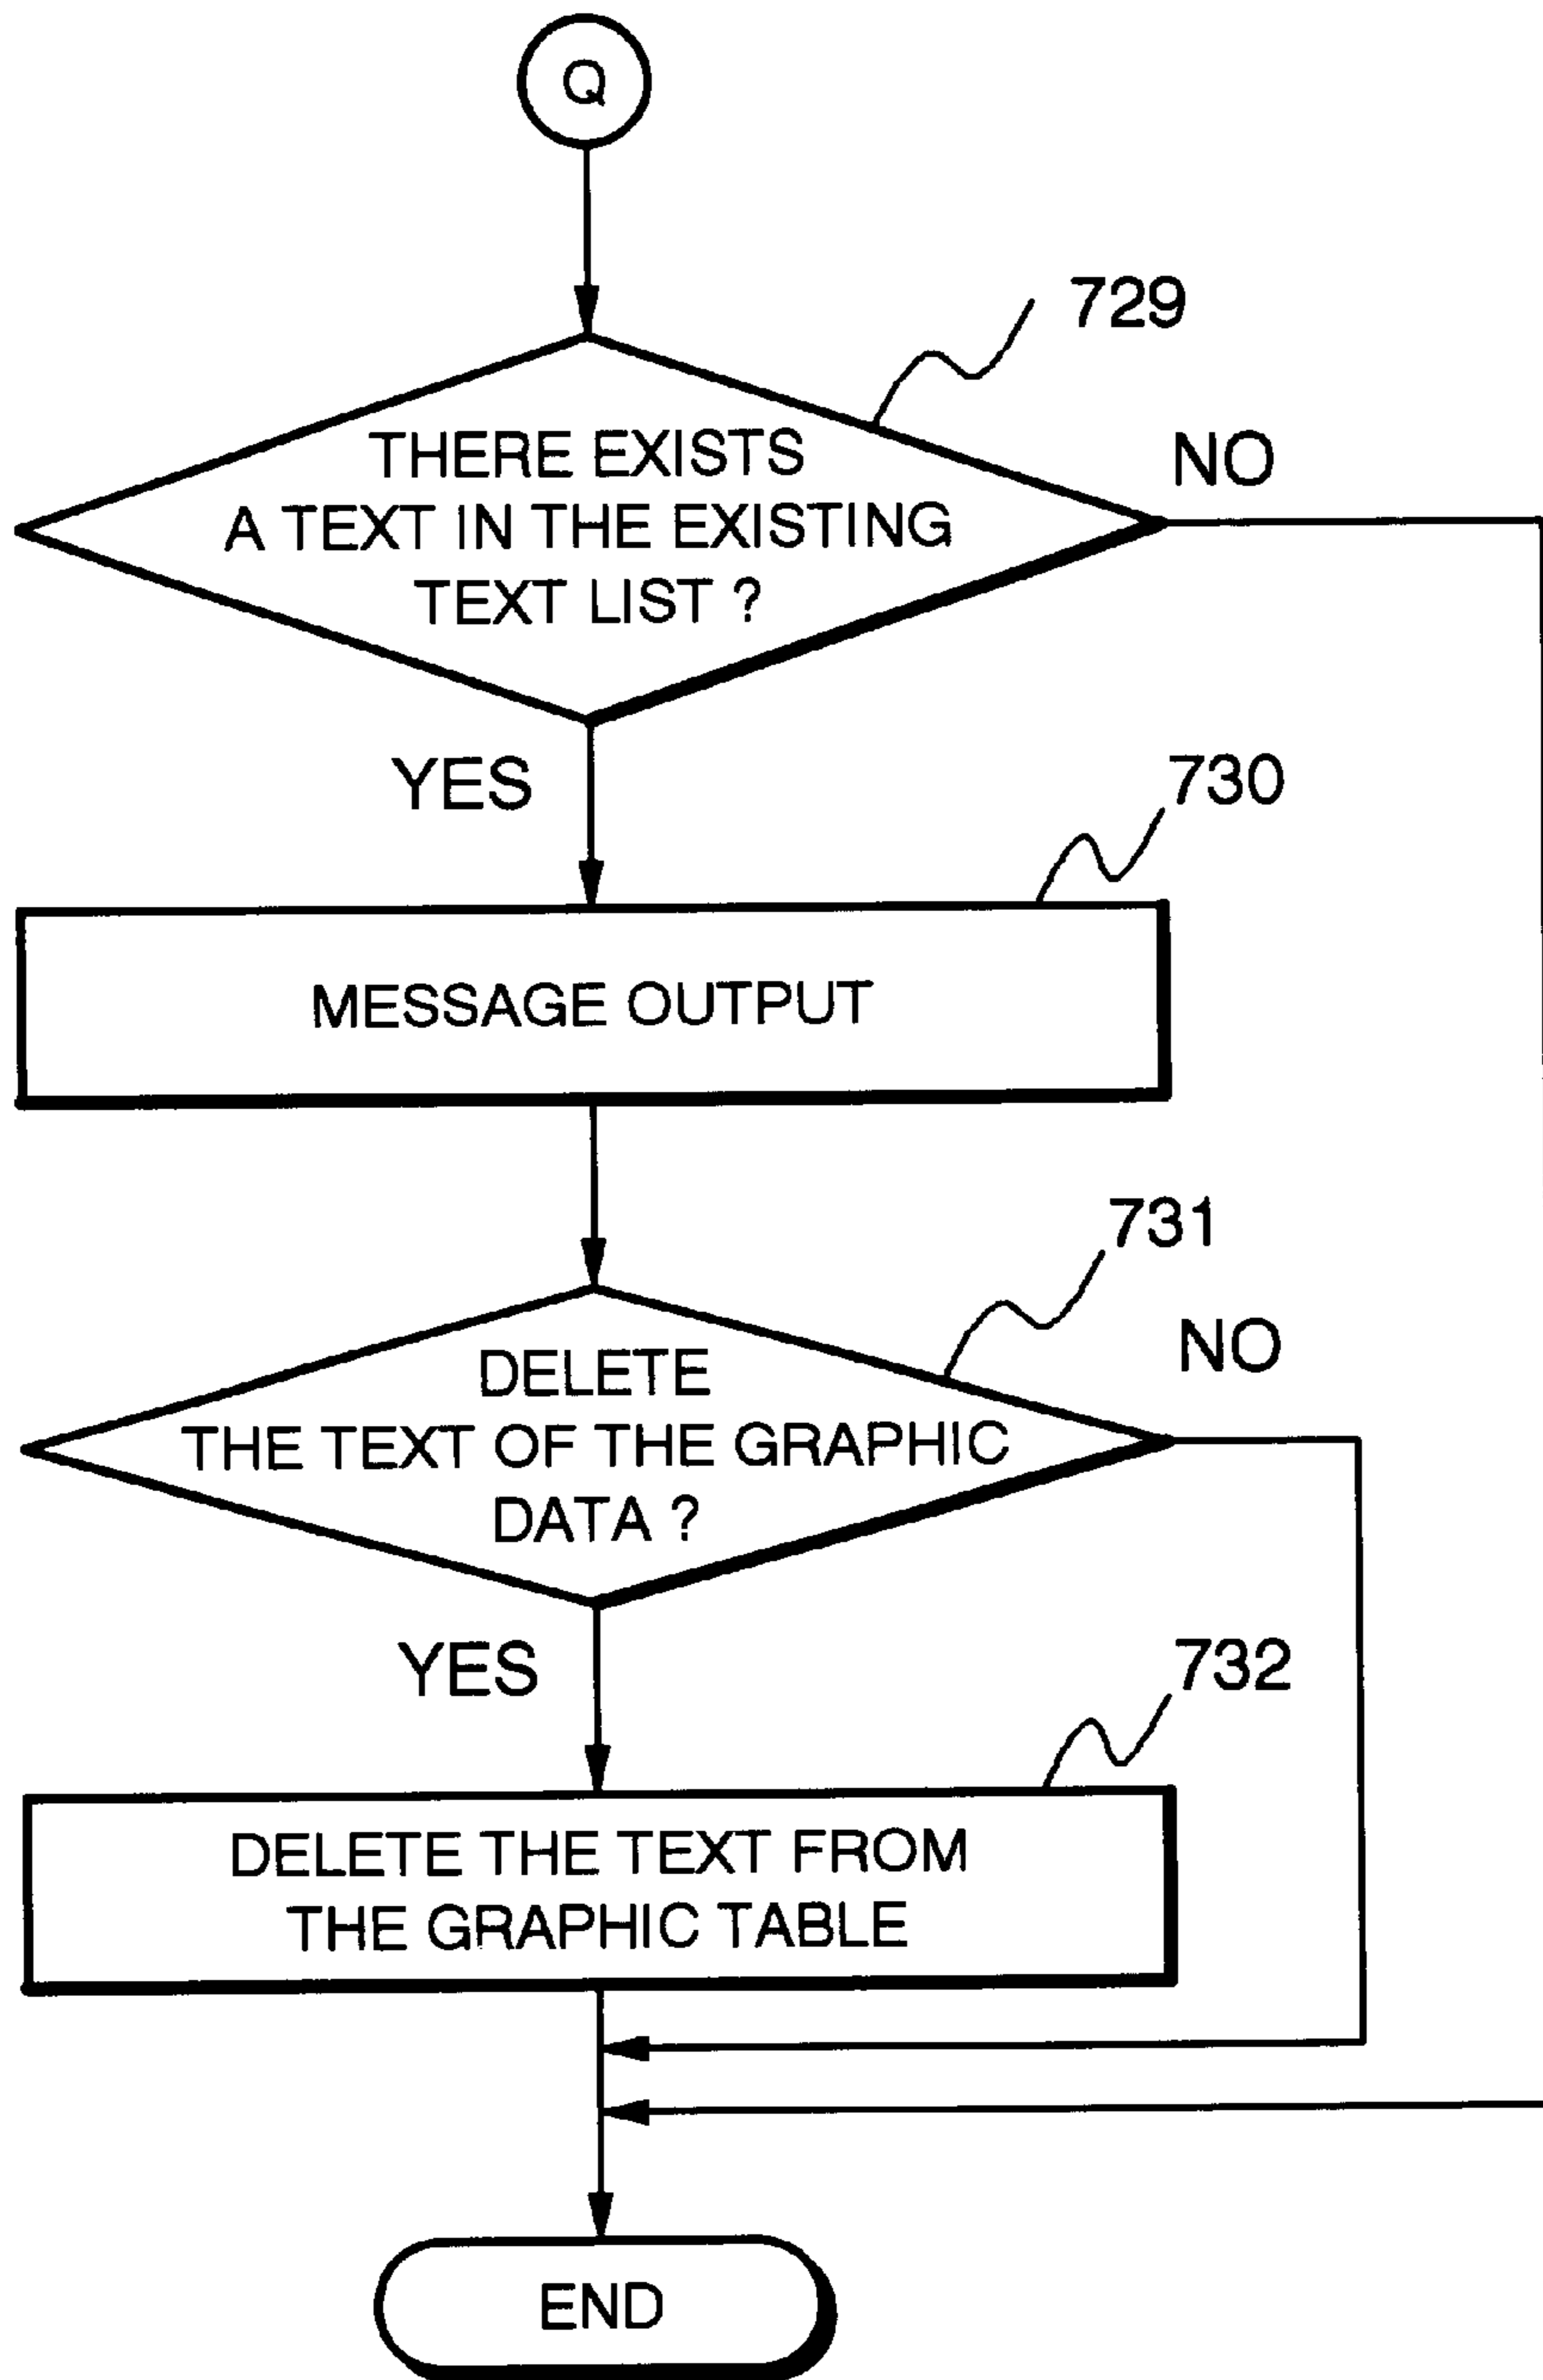 Q
729
THERE EXISTS
A TEXT IN THE EXISTING
TEXT LIST ?
NO
YES
730
MESSAGE OUTPUT
731
DELETE
THE TEXT OF THE GRAPHIC
DATA ?
NO
YES
732
DELETE THE TEXT FROM
THE GRAPHIC TABLE
END